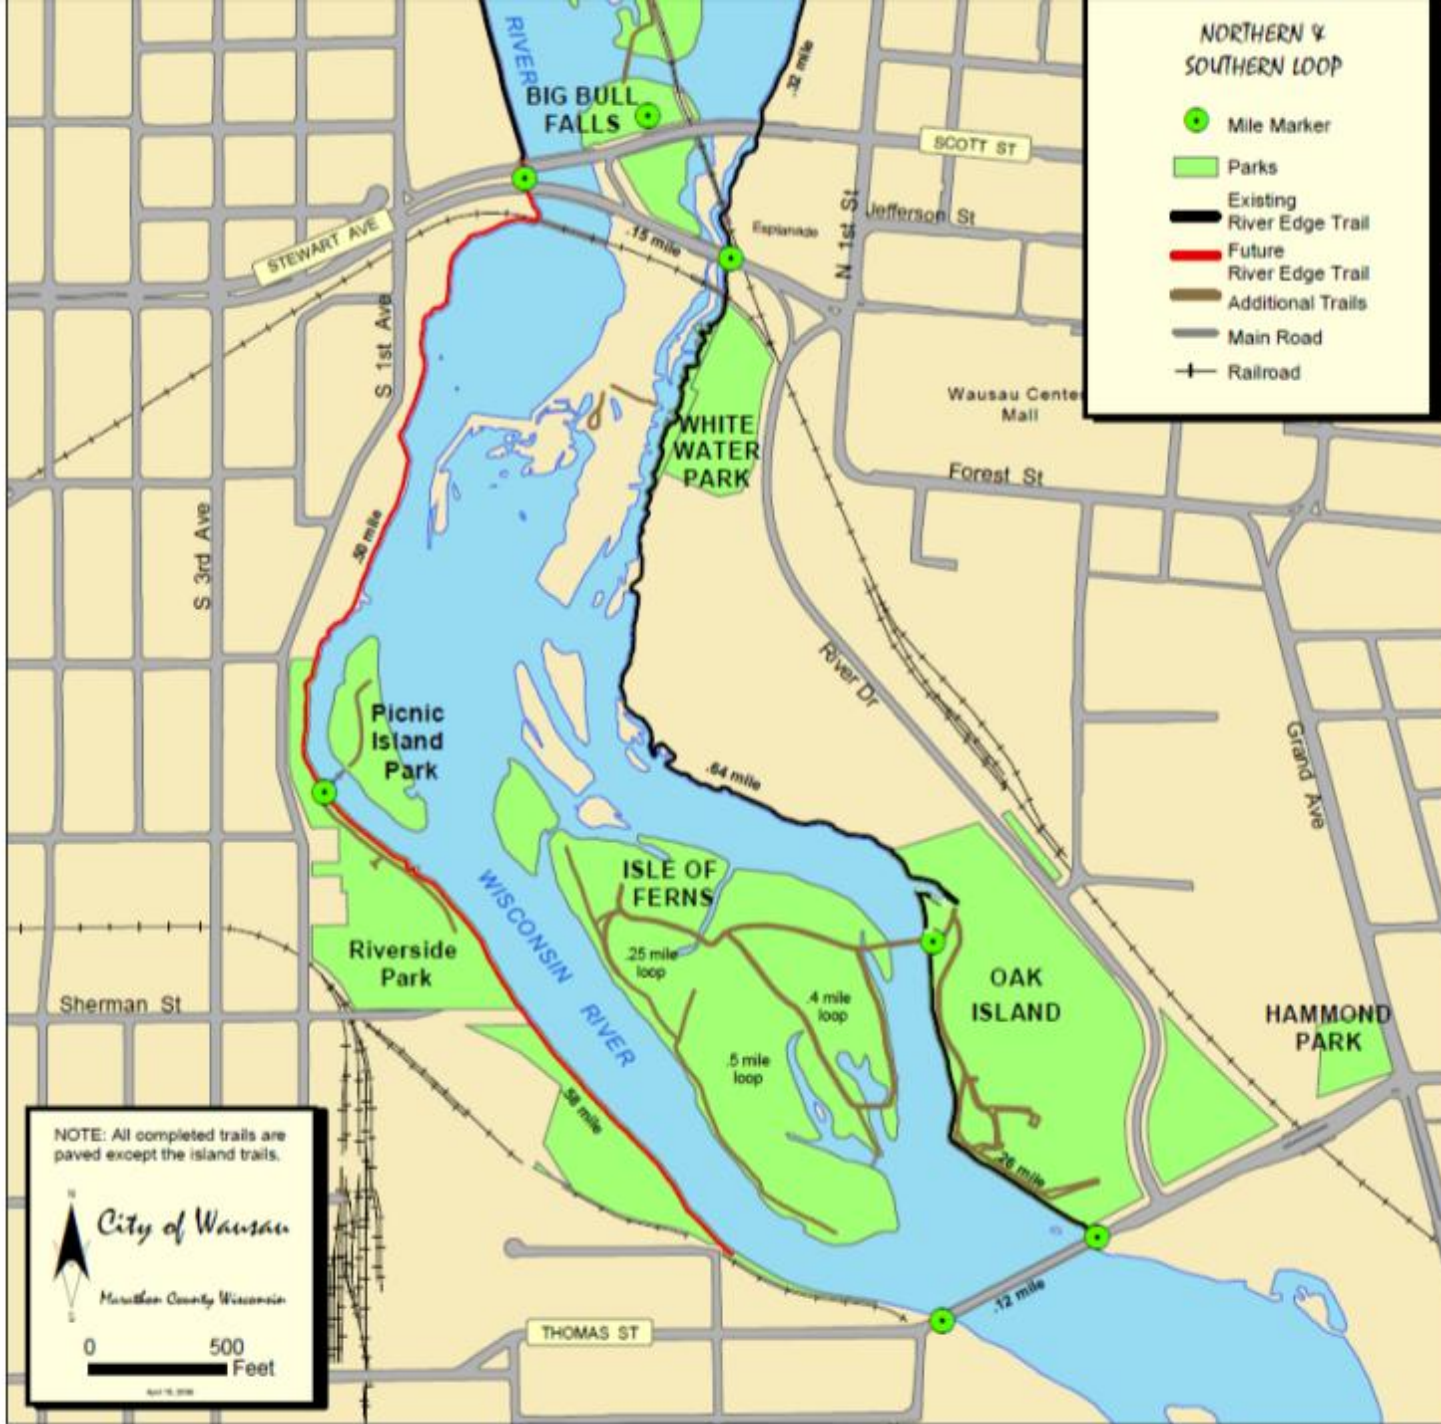 RIVER
.32 mile
BIG BULL
FALLS
SCOTT ST
Jefferson St
Esplanade
N 1st St
STEWART AVE
.15 mile
S 1st Ave
NORTHERN &
SOUTHERN LOOP
Mile Marker
Parks
Existing
River Edge Trail
Future
River Edge Trail
Additional Trails
Main Road
Railroad
Wausau Cente
Mall
WHITE
WATER
PARK
Forest St
.50 mile
S 3rd Ave
River Dr
Picnic
Island
Park
.64 mile
Grand Ave
ISLE OF
FERNS
WISCONSIN RIVER
Riverside
Park
.25 mile
loop
.4 mile
loop
OAK
ISLAND
Sherman St
HAMMOND
PARK
.5 mile
loop
.58 mile
.26 mile
.12 mile
THOMAS ST
NOTE: All completed trails are
paved except the island trails.
N
City of Wausau
Marathon County Wisconsin
S
0 500
Feet